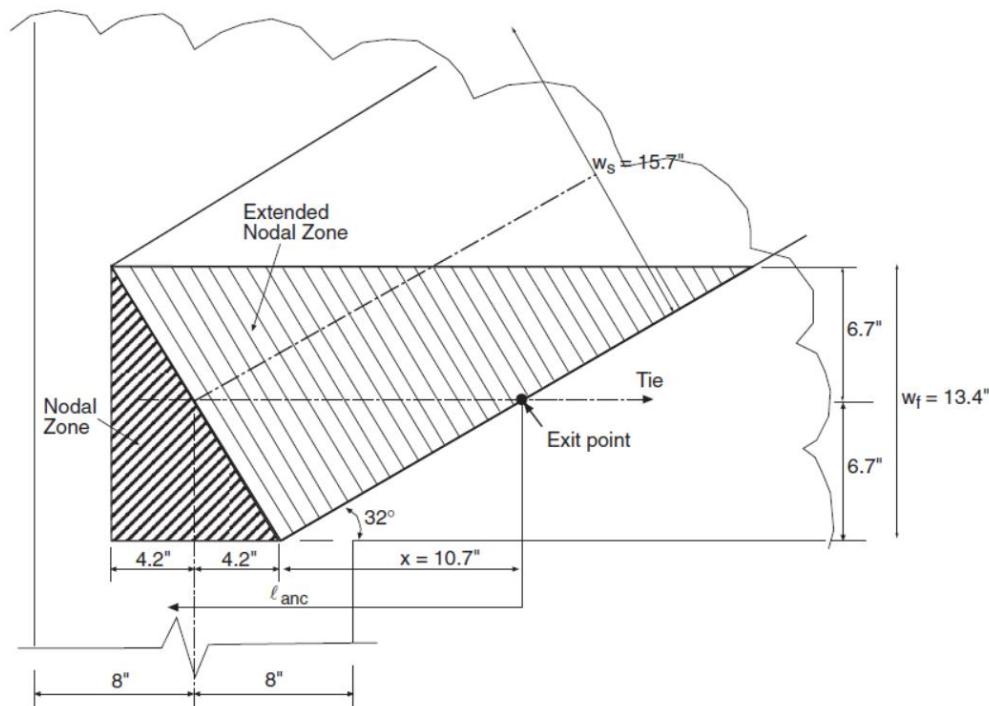 w_s = 15.7"
Extended
Nodal Zone
6.7"
Tie
w_f = 13.4"
Nodal
Zone
Exit point
6.7"
32°
4.2"
4.2"
x = 10.7"
ℓ_anc
8"
8"